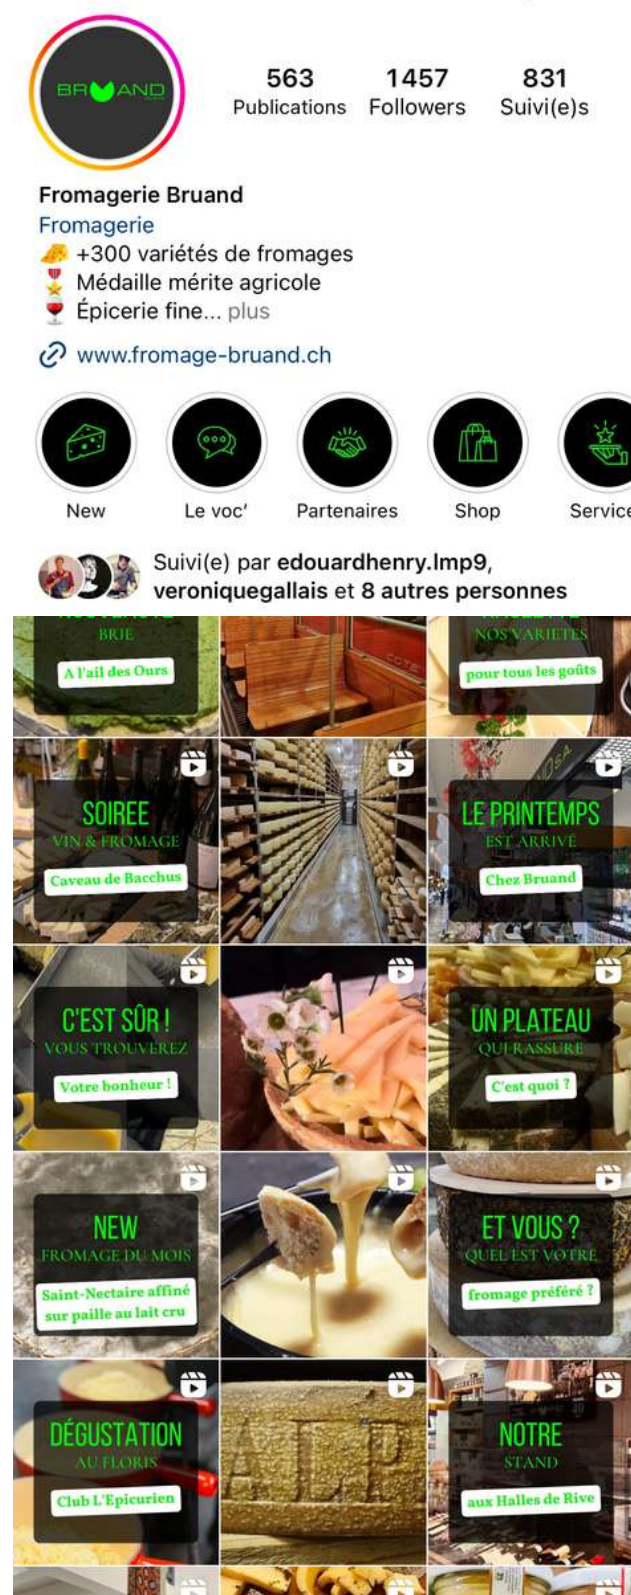 BRUAND
563 1457 831
Publications Followers Suivi(e)s
Fromagerie Bruand
Fromagerie
+300 variétés de fromages
Médaille mérite agricole
Épicerie fine... plus
www.fromage-bruand.ch
New Le voc' Partenaires Shop Service
Suivi(e) par edouardhenry.lmp9,
veroniquegallais et 8 autres personnes
NOUVEAUTÉ
BRIE
A l'ail des Ours
CGTE
RACLETTE
NOS VARIETES
pour tous les goûts
SOIREE
VIN & FROMAGE
Caveau de Bacchus
LE PRINTEMPS
EST ARRIVÉ
Chez Bruand
C'EST SÛR !
VOUS TROUVEREZ
Votre bonheur !
UN PLATEAU
QUI RASSURE
C'est quoi ?
NEW
FROMAGE DU MOIS
Saint-Nectaire affiné
sur paille au lait cru
ET VOUS ?
QUEL EST VOTRE
fromage préféré ?
DÉGUSTATION
AU FLORIS
Club L'Epicurien
ALP
NOTRE
STAND
aux Halles de Rive